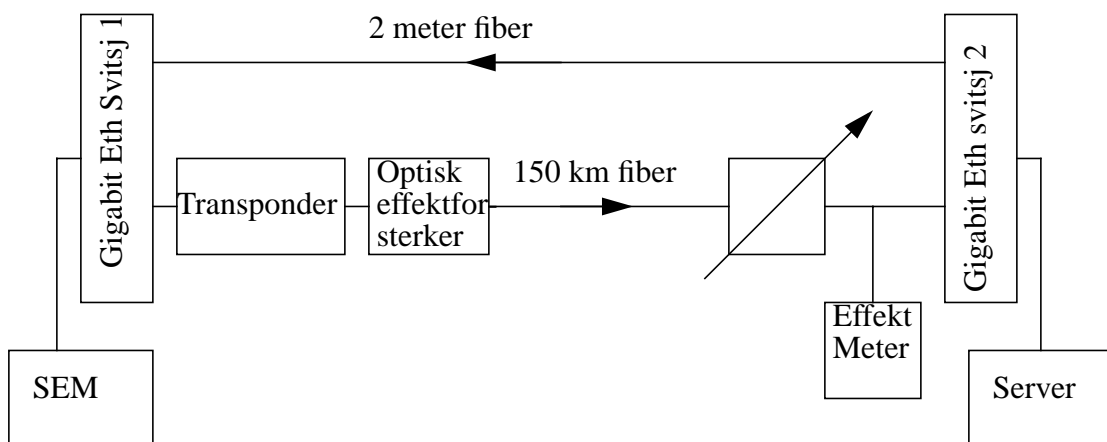 2 meter fiber
Gigabit Eth Svitsj 1
Gigabit Eth svitsj 2
Transponder
Optisk
effektfor
sterker
150 km fiber
Effekt
Meter
SEM
Server